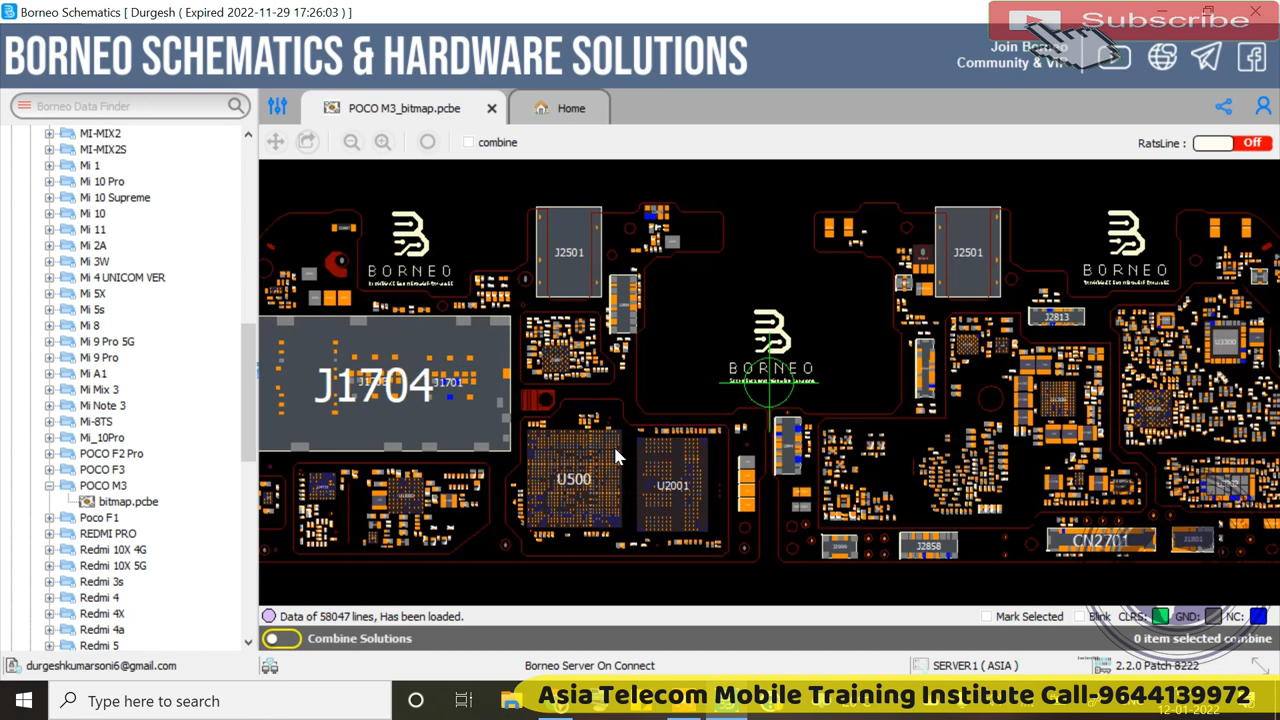 Borneo Schematics [ Durgesh ( Expired 2022-11-29 17:26:03 ) ]
Subscribe
BORNEO SCHEMATICS & HARDWARE SOLUTIONS
Join Borneo
Community & VIP
Borneo Data Finder
POCO M3_bitmap.pcbe
Home
combine
RatsLine :
Off
MI-MIX2
MI-MIX2S
Mi 1
Mi 10 Pro
Mi 10 Supreme
Mi 10
Mi 11
Mi 2A
Mi 3W
Mi 4 UNICOM VER
Mi 5X
Mi 5s
Mi 8
Mi 9 Pro 5G
Mi 9 Pro
Mi A1
Mi Mix 3
Mi Note 3
Mi-8TS
Mi_10Pro
POCO F2 Pro
POCO F3
POCO M3
bitmap.pcbe
Poco F1
REDMI PRO
Redmi 10X 4G
Redmi 10X 5G
Redmi 3s
Redmi 4
Redmi 4X
Redmi 4a
Redmi 5
BORNEO
J2501
BORNEO
J2501
BORNEO
J2813
U3300
J1704
J1701
U500
U2001
J2858
CN2701
Data of 58047 lines, Has been loaded.
Mark Selected
Blink
CLRS:
GND:
NC:
Combine Solutions
0 item selected combine
durgeshkumarsoni6@gmail.com
Borneo Server On Connect
SERVER1 ( ASIA )
2.2.0 Patch 8222
Type here to search
Asia Telecom Mobile Training Institute Call-9644139972
12-01-2022